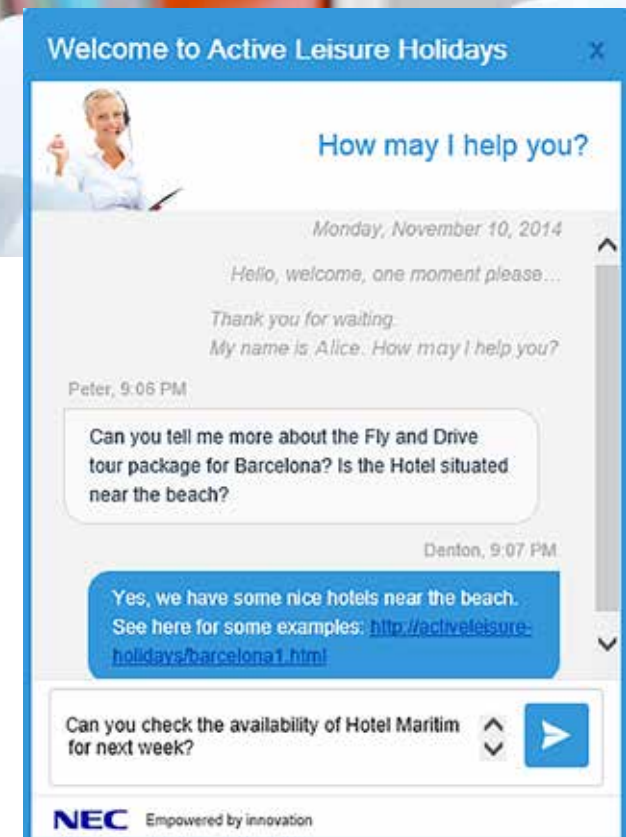 Welcome to Active Leisure Holidays x
How may I help you?
Monday, November 10, 2014
Hello, welcome, one moment please...
Thank you for waiting.
My name is Alice. How may I help you?
Peter, 9:06 PM
Can you tell me more about the Fly and Drive
tour package for Barcelona? Is the Hotel situated
near the beach?
Denton, 9:07 PM
Yes, we have some nice hotels near the beach.
See here for some examples: http://activeleisure-
holidays/barcelona1.html
Can you check the availability of Hotel Maritim
for next week?
NEC Empowered by innovation